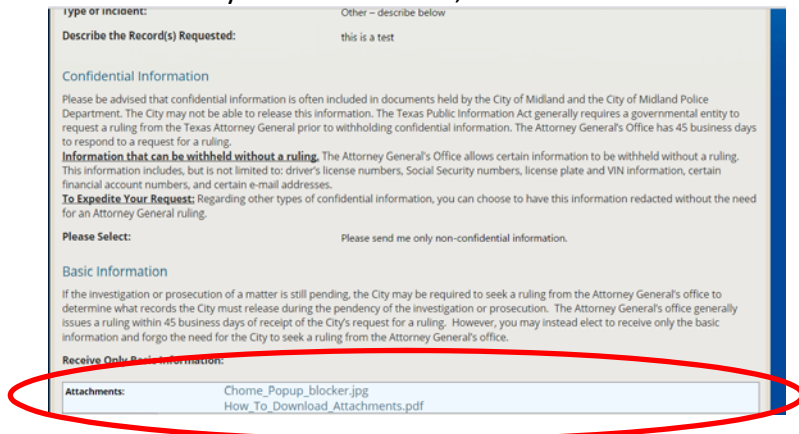 Type of Incident: Other – describe below
Describe the Record(s) Requested: this is a test
Confidential Information
Please be advised that confidential information is often included in documents held by the City of Midland and the City of Midland Police
Department. The City may not be able to release this information. The Texas Public Information Act generally requires a governmental entity to
request a ruling from the Texas Attorney General prior to withholding confidential information. The Attorney General's Office has 45 business days
to respond to a request for a ruling.
Information that can be withheld without a ruling. The Attorney General's Office allows certain information to be withheld without a ruling.
This information includes, but is not limited to: driver's license numbers, Social Security numbers, license plate and VIN information, certain
financial account numbers, and certain e-mail addresses.
To Expedite Your Request: Regarding other types of confidential information, you can choose to have this information redacted without the need
for an Attorney General ruling.
Please Select: Please send me only non-confidential information.
Basic Information
If the investigation or prosecution of a matter is still pending, the City may be required to seek a ruling from the Attorney General's office to
determine what records the City must release during the pendency of the investigation or prosecution. The Attorney General's office generally
issues a ruling within 45 business days of receipt of the City's request for a ruling. However, you may instead elect to receive only the basic
information and forgo the need for the City to seek a ruling from the Attorney General's office.
Receive Only Basic Information:
Attachments: Chome_Popup_blocker.jpg
How_To_Download_Attachments.pdf